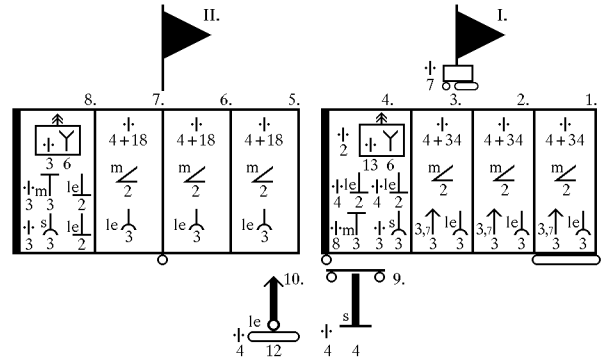 II. I.
7
8. 7. 6. 5. 4. 3. 2. 1.
4+18 4+18 4+18 2 4+34 4+34 4+34
3 6 13 6
m m m le le m m m
m le 2 2 2 4 2 4 2 2 2 2
3 3 2
s le le le le m s 3,7 le 3,7 le 3,7 le
3 3 2 3 3 3 8 3 3 3 3 3 3 3 3 3
10. 9.
le s
4 12 4 4